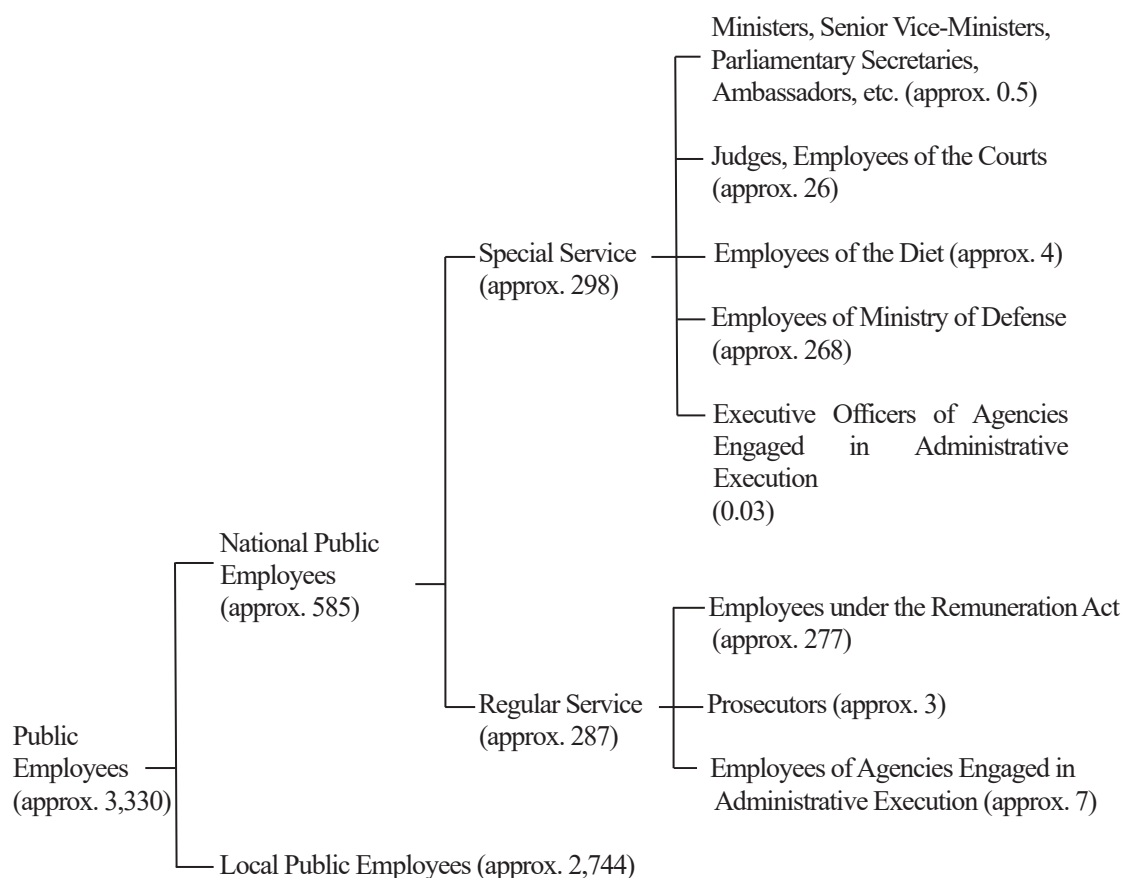 Ministers, Senior Vice-Ministers,
Parliamentary Secretaries,
Ambassadors, etc. (approx. 0.5)
Judges, Employees of the Courts
(approx. 26)
Special Service
(approx. 298)
Employees of the Diet (approx. 4)
Employees of Ministry of Defense
(approx. 268)
Executive Officers of Agencies
Engaged in Administrative
Execution
(0.03)
National Public
Employees
(approx. 585)
Employees under the Remuneration Act
(approx. 277)
Regular Service
(approx. 287)
Prosecutors (approx. 3)
Public
Employees
(approx. 3,330)
Employees of Agencies Engaged in
Administrative Execution (approx. 7)
Local Public Employees (approx. 2,744)